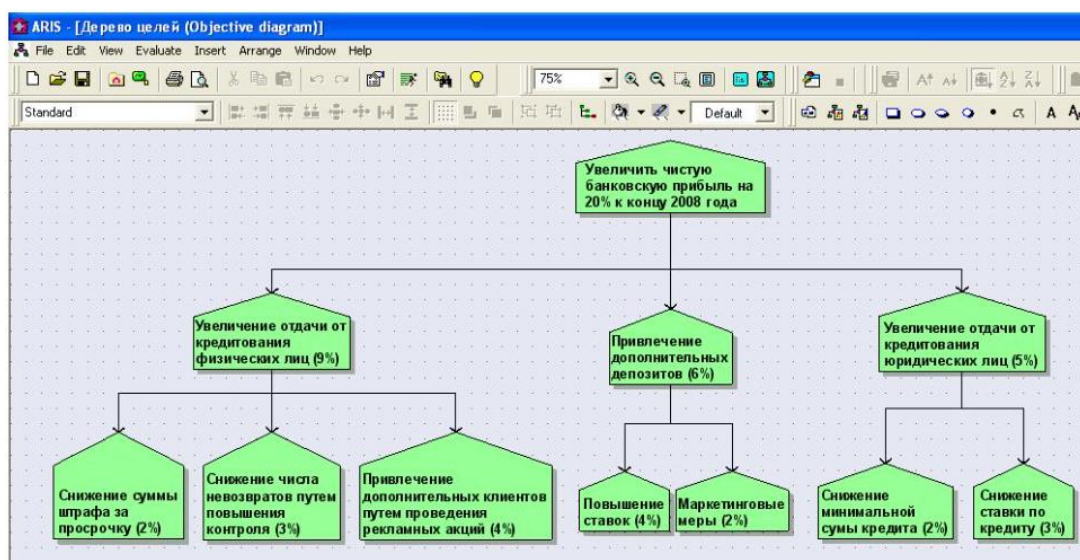 ARIS - [Дерево целей (Objective diagram)]
File Edit View Evaluate Insert Arrange Window Help
75%
Standard
Default
A
Увеличить чистую
банковскую прибыль на
20% к концу 2008 года
Увеличение отдачи от
кредитования
физических лиц (9%)
Привлечение
дополнительных
депозитов (6%)
Увеличение отдачи от
кредитования
юридических лиц (5%)
Снижение суммы
штрафа за
просрочку (2%)
Снижение числа
невозвратов путем
повышения
контроля (3%)
Привлечение
дополнительных клиентов
путем проведения
рекламных акций (4%)
Повышение
ставок (4%)
Маркетинговые
меры (2%)
Снижение
минимальной
сумы кредита (2%)
Снижение
ставки по
кредиту (3%)